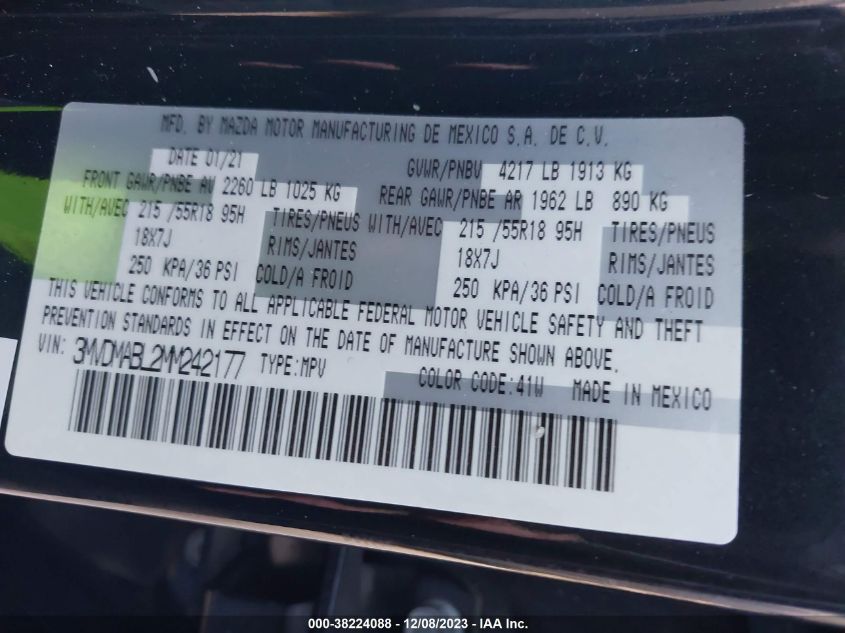 MFD. BY MAZDA MOTOR MANUFACTURING DE MEXICO S.A. DE C.V.
DATE 01/21 GVWR/PNBV 4217 LB 1913 KG
FRONT GAWR/PNBE AV 2260 LB 1025 KG REAR GAWR/PNBE AR 1962 LB 890 KG
WITH/AVEC 215 /55R18 95H TIRES/PNEUS WITH/AVEC 215 /55R18 95H TIRES/PNEUS
18X7J RIMS/JANTES 18X7J RIMS/JANTES
250 KPA/36 PSI COLD/A FROID 250 KPA/36 PSI COLD/A FROID
THIS VEHICLE CONFORMS TO ALL APPLICABLE FEDERAL MOTOR VEHICLE SAFETY AND THEFT
PREVENTION STANDARDS IN EFFECT ON THE DATE OF MANUFACTURE SHOWN ABOVE.
VIN: 3MVDMABL2MM242177 TYPE:MPV COLOR CODE:41W MADE IN MEXICO
000-38224088 - 12/08/2023 - IAA Inc.